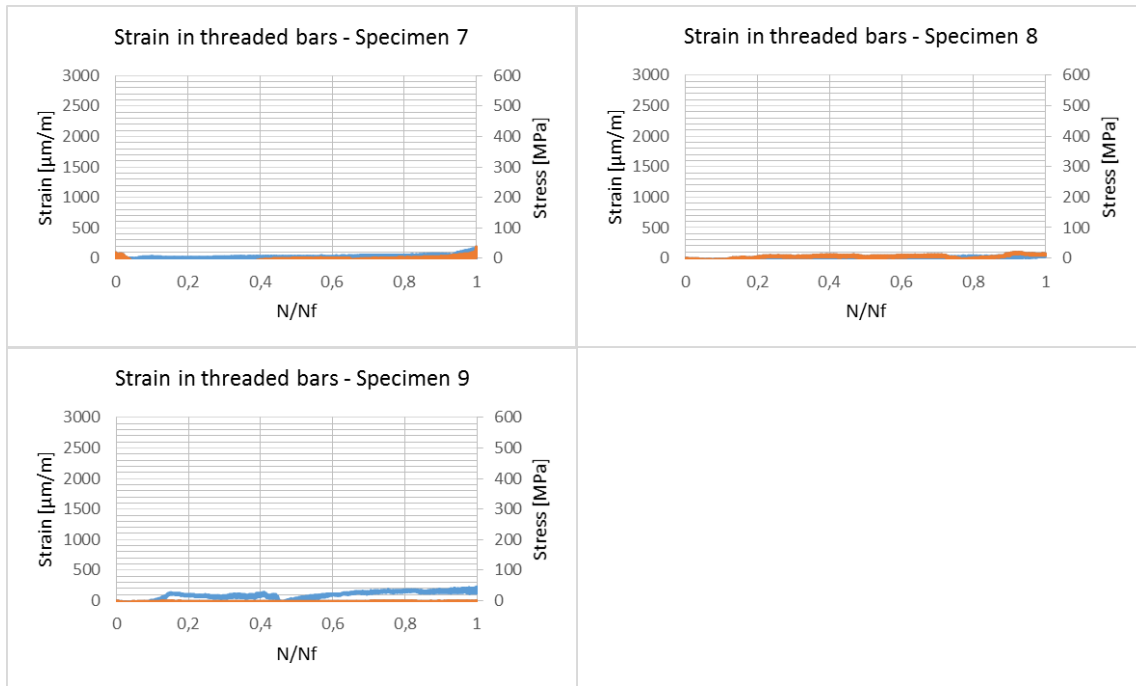 Strain in threaded bars - Specimen 7
3000
2500
2000
1500
1000
500
0
Strain [µm/m]
600
500
400
300
200
100
0
Stress [MPa]
0 0,2 0,4 0,6 0,8 1
N/Nf
Strain in threaded bars - Specimen 8
3000
2500
2000
1500
1000
500
0
Strain [µm/m]
600
500
400
300
200
100
0
Stress [MPa]
0 0,2 0,4 0,6 0,8 1
N/Nf
Strain in threaded bars - Specimen 9
3000
2500
2000
1500
1000
500
0
Strain [µm/m]
600
500
400
300
200
100
0
Stress [MPa]
0 0,2 0,4 0,6 0,8 1
N/Nf